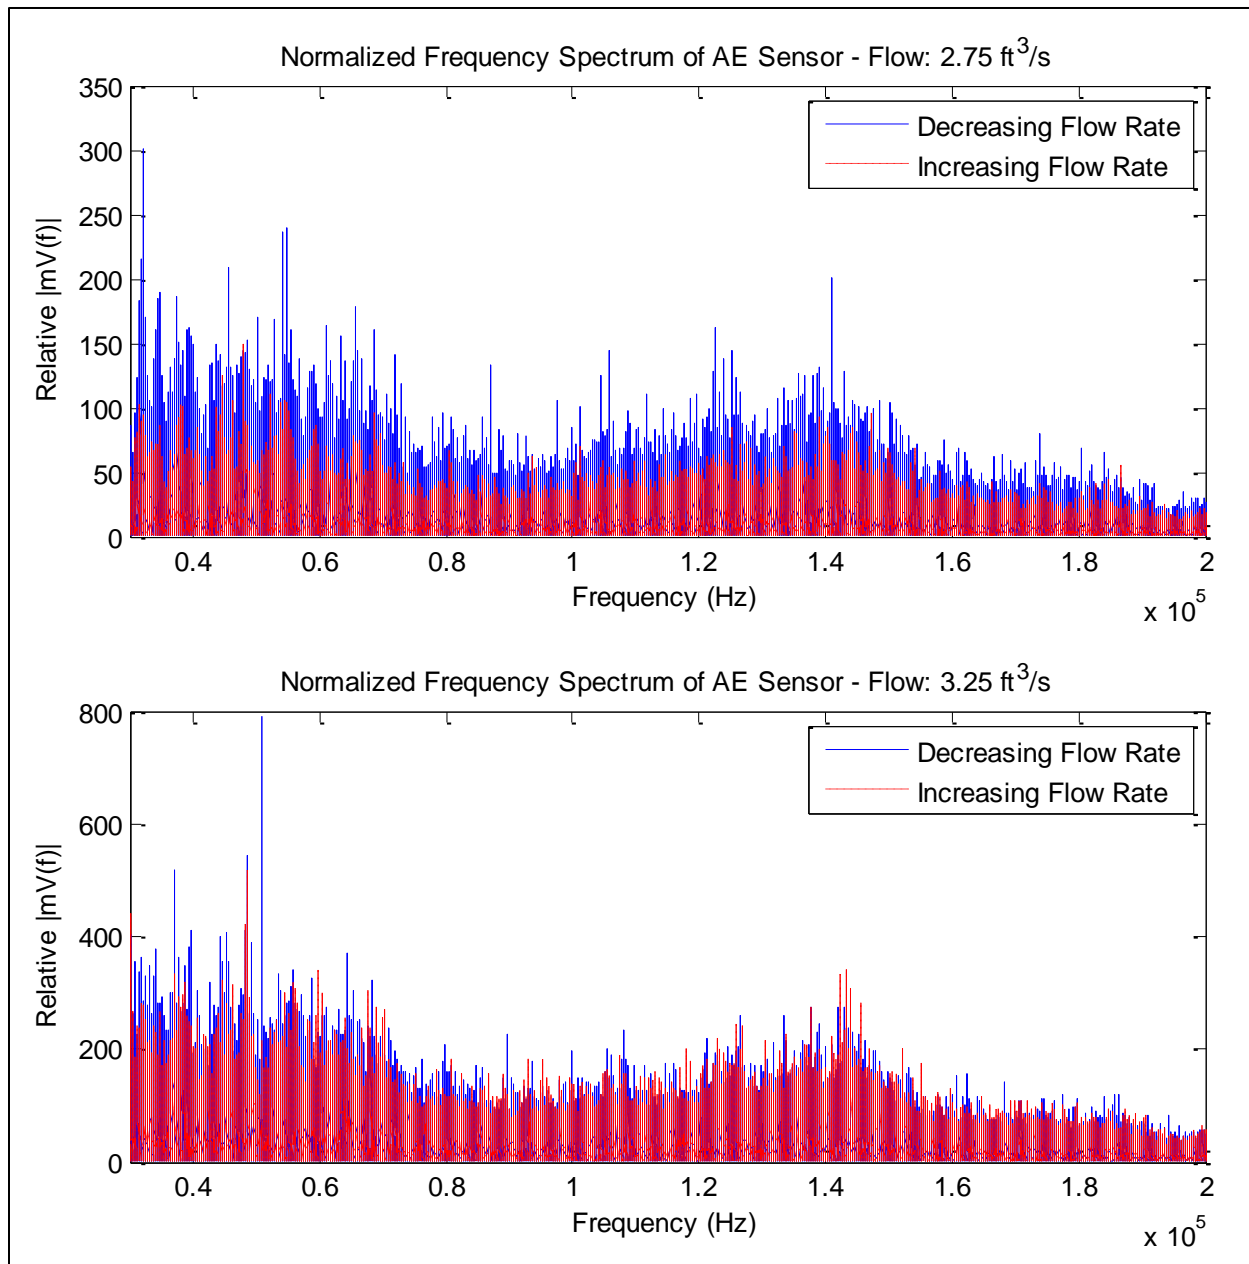 Normalized Frequency Spectrum of AE Sensor - Flow: 2.75 ft³/s
350
300
250
200
150
100
50
0
Relative |mV(f)|
Decreasing Flow Rate
Increasing Flow Rate
0.4 0.6 0.8 1 1.2 1.4 1.6 1.8 2
Frequency (Hz)
x 10⁵
Normalized Frequency Spectrum of AE Sensor - Flow: 3.25 ft³/s
800
600
400
200
0
Relative |mV(f)|
Decreasing Flow Rate
Increasing Flow Rate
0.4 0.6 0.8 1 1.2 1.4 1.6 1.8 2
Frequency (Hz)
x 10⁵